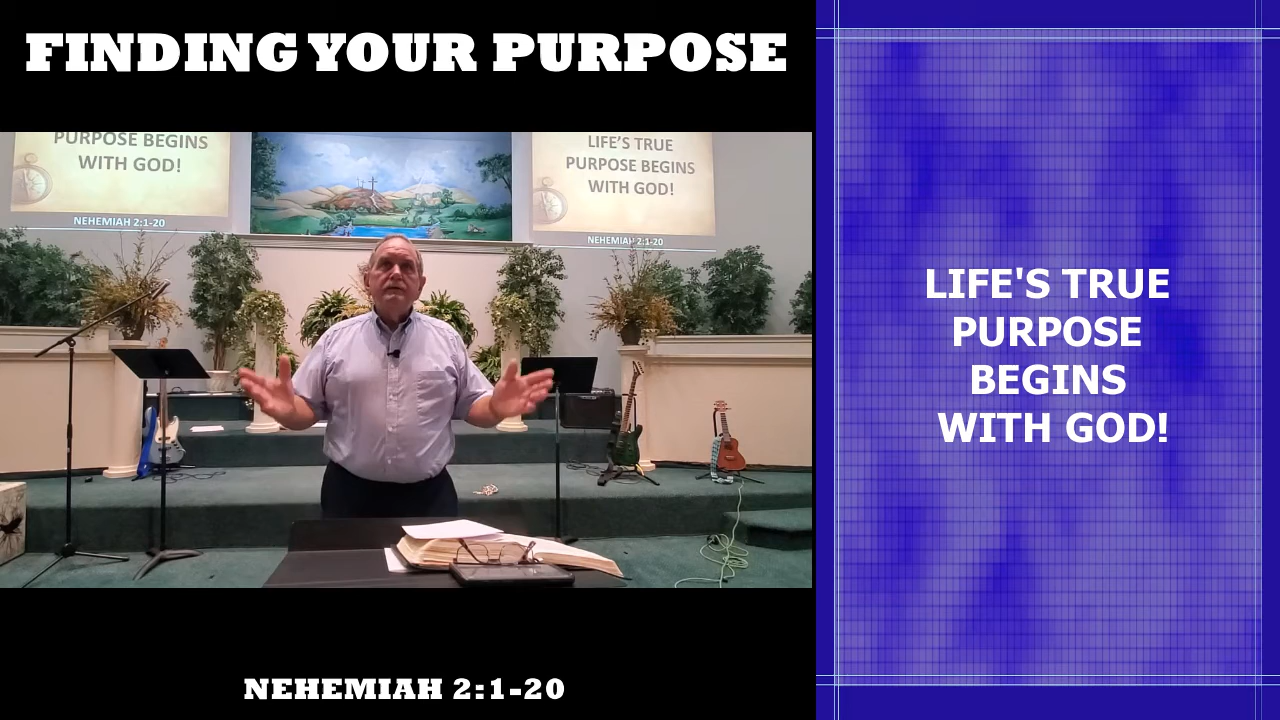 FINDING YOUR PURPOSE
PURPOSE BEGINS
WITH GOD!
NEHEMIAH 2:1-20
LIFE'S TRUE
PURPOSE BEGINS
WITH GOD!
NEHEMIAH 2:1-20
NEHEMIAH 2:1-20
LIFE'S TRUE
PURPOSE
BEGINS
WITH GOD!